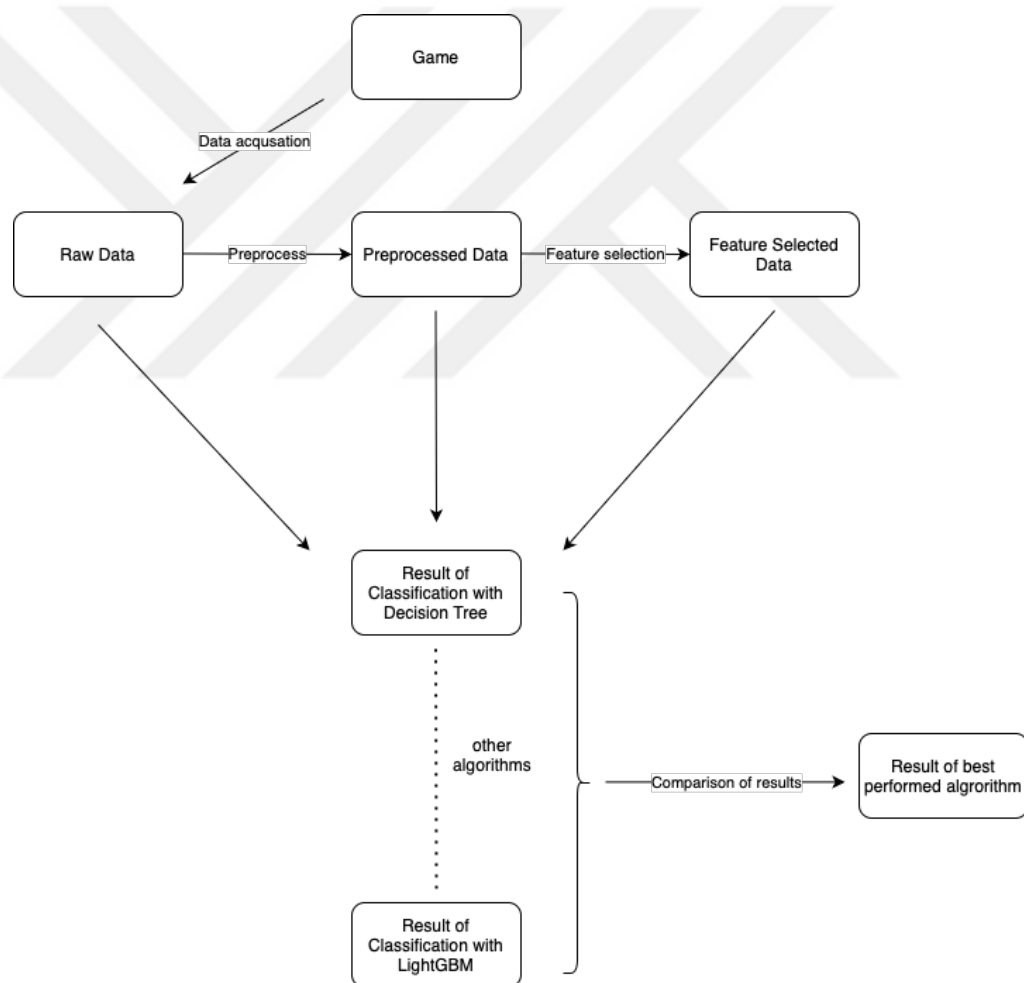 Game
Data acqusation
Raw Data
Preprocess
Preprocessed Data
Feature selection
Feature Selected
Data
Result of
Classification with
Decision Tree
other
algorithms
Comparison of results
Result of best
performed algrorithm
Result of
Classification with
LightGBM